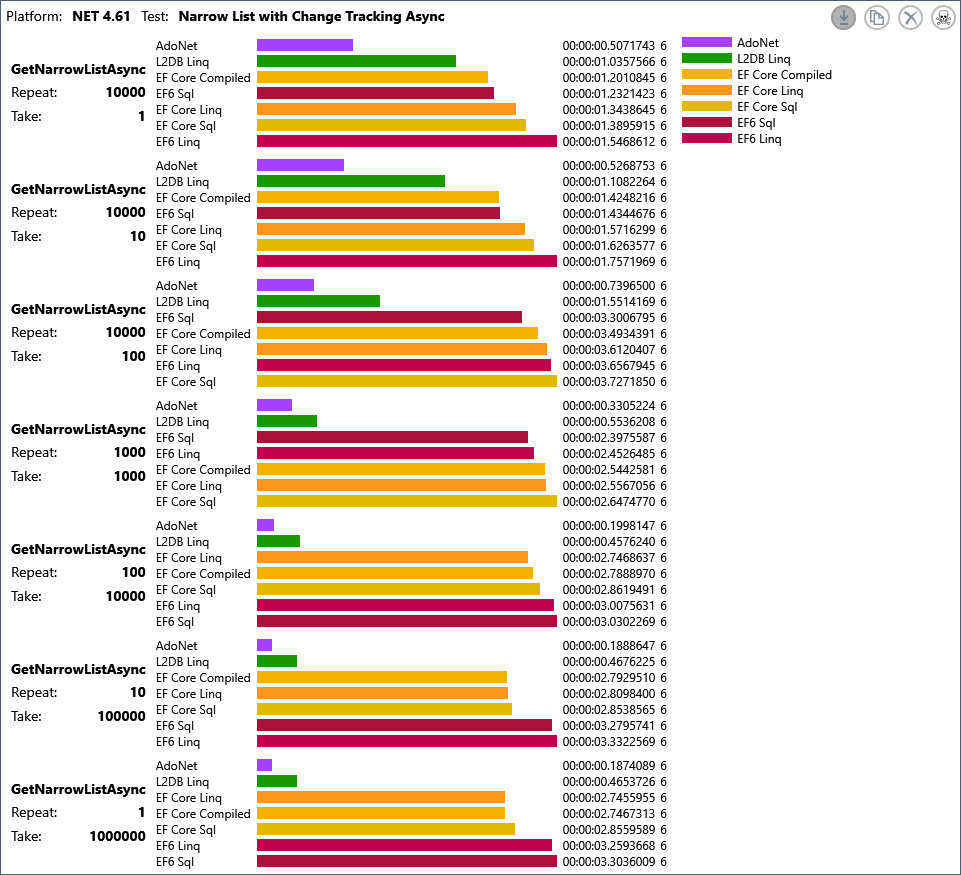 Platform: NET 4.61 Test: Narrow List with Change Tracking Async
GetNarrowListAsync
Repeat: 10000
Take: 1
AdoNet 00:00:00.5071743 6
L2DB Linq 00:00:01.0357566 6
EF Core Compiled 00:00:01.2010845 6
EF6 Sql 00:00:01.2321423 6
EF Core Linq 00:00:01.3438645 6
EF Core Sql 00:00:01.3895915 6
EF6 Linq 00:00:01.5468612 6
GetNarrowListAsync
Repeat: 10000
Take: 10
AdoNet 00:00:00.5268753 6
L2DB Linq 00:00:01.1082264 6
EF Core Compiled 00:00:01.4248216 6
EF6 Sql 00:00:01.4344676 6
EF Core Linq 00:00:01.5716299 6
EF Core Sql 00:00:01.6263577 6
EF6 Linq 00:00:01.7571969 6
GetNarrowListAsync
Repeat: 10000
Take: 100
AdoNet 00:00:00.7396500 6
L2DB Linq 00:00:01.5514169 6
EF6 Sql 00:00:03.3006795 6
EF Core Compiled 00:00:03.4934391 6
EF Core Linq 00:00:03.6120407 6
EF6 Linq 00:00:03.6567945 6
EF Core Sql 00:00:03.7271850 6
GetNarrowListAsync
Repeat: 1000
Take: 1000
AdoNet 00:00:00.3305224 6
L2DB Linq 00:00:00.5536208 6
EF6 Sql 00:00:02.3975587 6
EF6 Linq 00:00:02.4526485 6
EF Core Compiled 00:00:02.5442581 6
EF Core Linq 00:00:02.5567056 6
EF Core Sql 00:00:02.6474770 6
GetNarrowListAsync
Repeat: 100
Take: 10000
AdoNet 00:00:00.1998147 6
L2DB Linq 00:00:00.4576240 6
EF Core Linq 00:00:02.7468637 6
EF Core Compiled 00:00:02.7888970 6
EF Core Sql 00:00:02.8619491 6
EF6 Linq 00:00:03.0075631 6
EF6 Sql 00:00:03.0302269 6
GetNarrowListAsync
Repeat: 10
Take: 100000
AdoNet 00:00:00.1888647 6
L2DB Linq 00:00:00.4676225 6
EF Core Compiled 00:00:02.7929510 6
EF Core Linq 00:00:02.8098400 6
EF Core Sql 00:00:02.8538565 6
EF6 Sql 00:00:03.2795741 6
EF6 Linq 00:00:03.3322569 6
GetNarrowListAsync
Repeat: 1
Take: 1000000
AdoNet 00:00:00.1874089 6
L2DB Linq 00:00:00.4653726 6
EF Core Linq 00:00:02.7455955 6
EF Core Compiled 00:00:02.7467313 6
EF Core Sql 00:00:02.8559589 6
EF6 Linq 00:00:03.2593668 6
EF6 Sql 00:00:03.3036009 6
AdoNet
L2DB Linq
EF Core Compiled
EF Core Linq
EF Core Sql
EF6 Sql
EF6 Linq